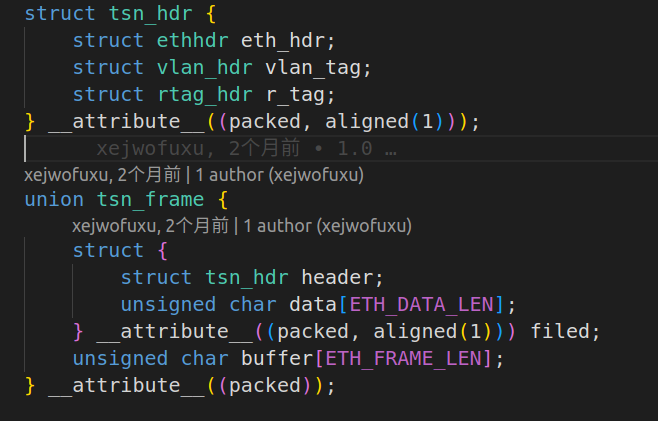 struct tsn_hdr {
    struct ethhdr eth_hdr;
    struct vlan_hdr vlan_tag;
    struct rtag_hdr r_tag;
} __attribute__((packed, aligned(1)));
      xejwofuxu, 2个月前 • 1.0 …
xejwofuxu, 2个月前 | 1 author (xejwofuxu)
union tsn_frame {
    xejwofuxu, 2个月前 | 1 author (xejwofuxu)
    struct {
        struct tsn_hdr header;
        unsigned char data[ETH_DATA_LEN];
    } __attribute__((packed, aligned(1))) filed;
    unsigned char buffer[ETH_FRAME_LEN];
} __attribute__((packed));